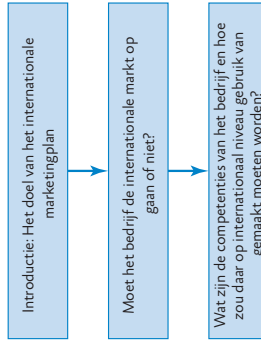 Introductie: Het doel van het internationale
marketingplan
Moet het bedrijf de internationale markt op
gaan of niet?
Wat zijn de competenties van het bedrijf en hoe
zou daar op internationaal niveau gebruik van
gemaakt moeten worden?